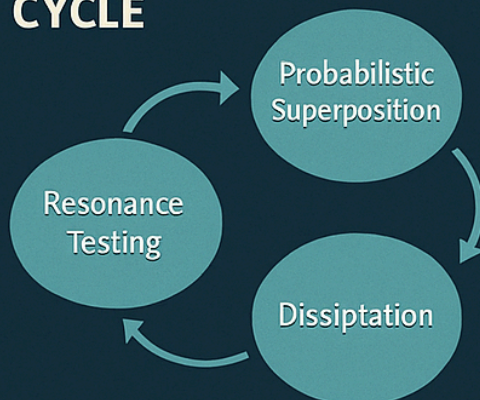 CYCLE
Probabilistic
Superposition
Resonance
Testing
Dissiptation